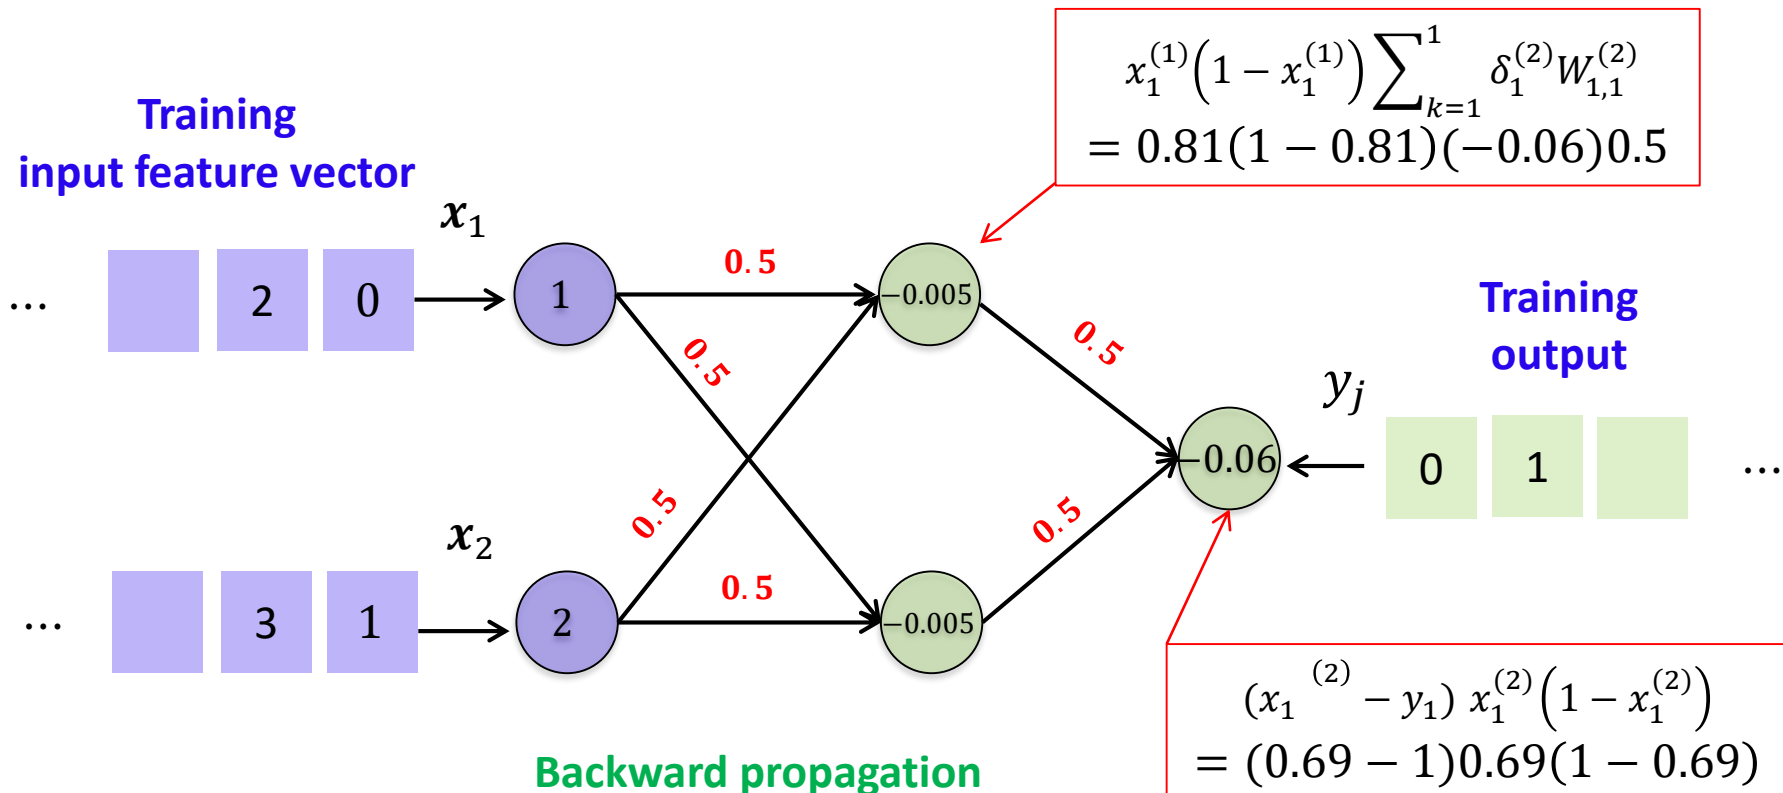 x₁⁽¹⁾(1 − x₁⁽¹⁾) ∑ₖ₌₁¹ δ₁⁽²⁾W₁,₁⁽²⁾
= 0.81(1 − 0.81)(−0.06)0.5
Training
input feature vector
x₁
... 2 0
1
0.5
−0.005
0.5
0.5
Training
output
yⱼ
−0.06
0 1 ...
0.5
0.5
x₂
... 3 1
2
0.5
−0.005
(x₁ ⁽²⁾ − y₁) x₁⁽²⁾(1 − x₁⁽²⁾)
= (0.69 − 1)0.69(1 − 0.69)
Backward propagation